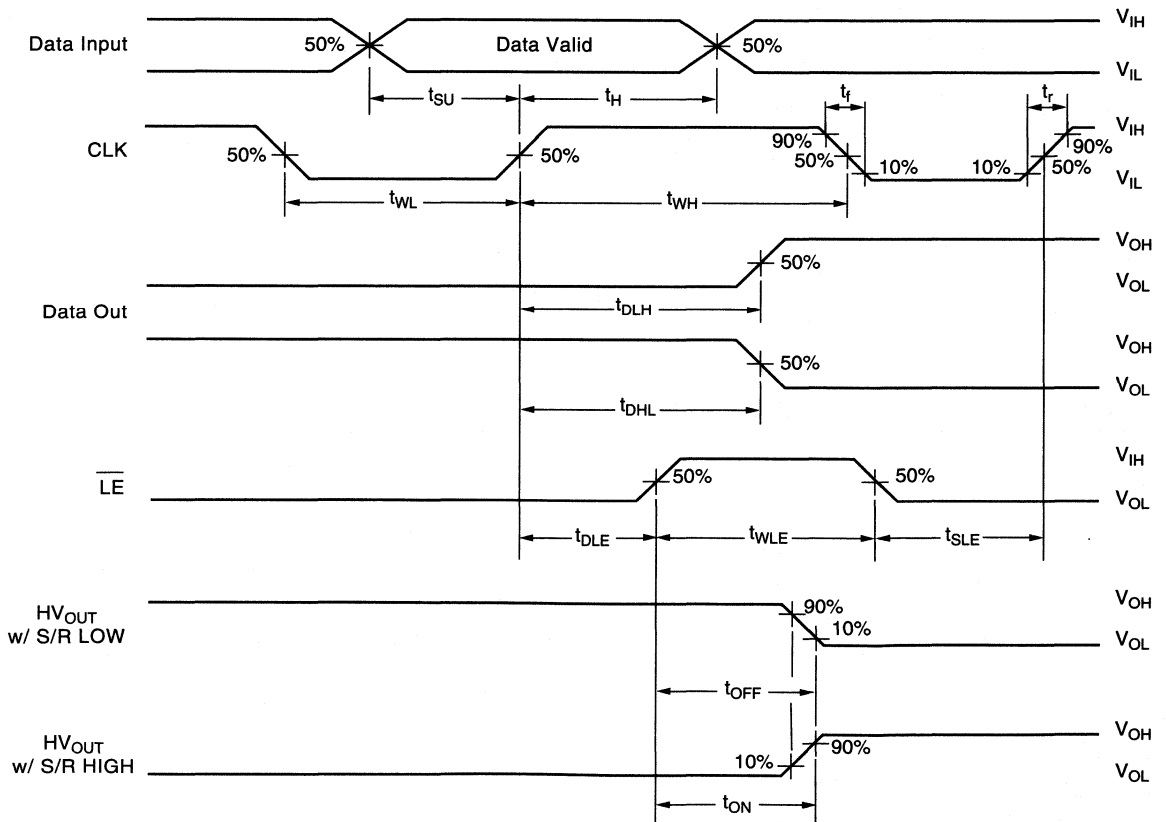 V_IH
Data Input 50% Data Valid 50%
V_IL
t_SU t_H t_f t_r
V_IH
CLK 50% 50% 90% 50% 10% 10% 50% 90%
V_IL
t_WL t_WH
V_OH
50%
V_OL
Data Out
t_DLH
V_OH
50%
V_OL
t_DHL
V_IH
L̅E̅ 50% 50%
V_OL
t_DLE t_WLE t_SLE
HV_OUT 90% V_OH
w/ S/R LOW 10% V_OL
t_OFF
HV_OUT 90% V_OH
w/ S/R HIGH 10% V_OL
t_ON